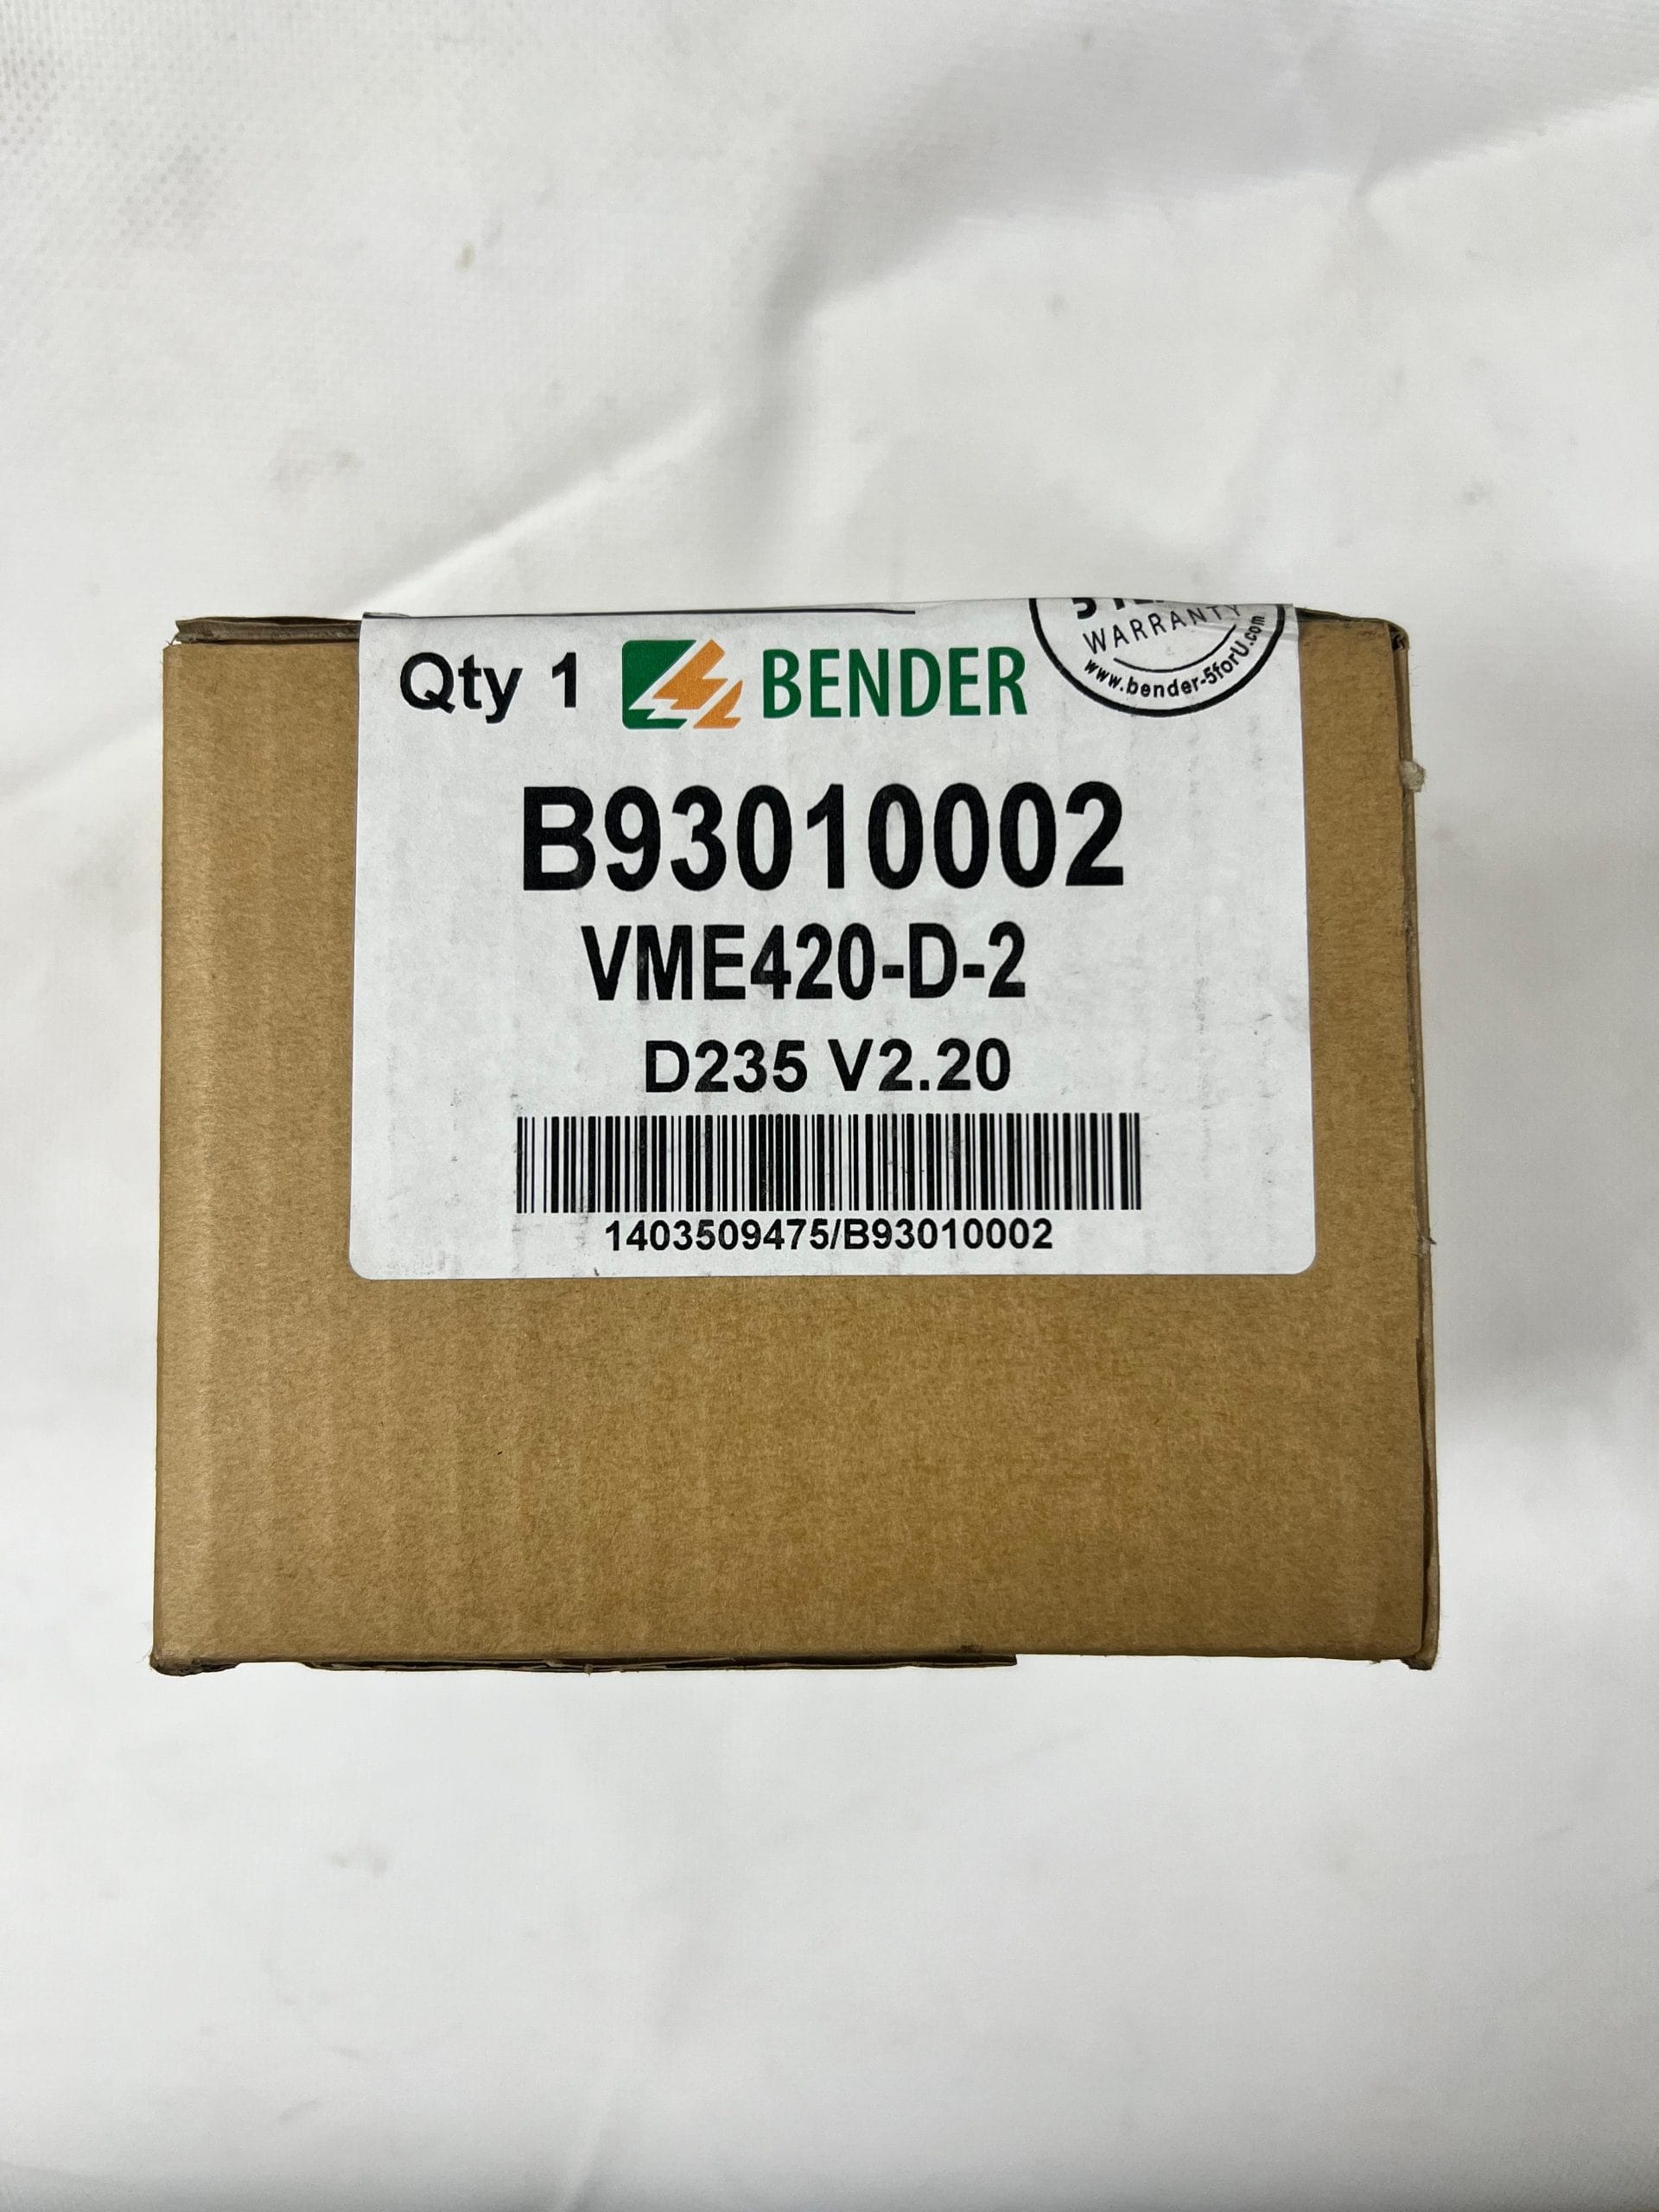 Qty 1 BENDER
WARRANTY
www.bender-5forU.com
B93010002
VME420-D-2
D235 V2.20
1403509475/B93010002